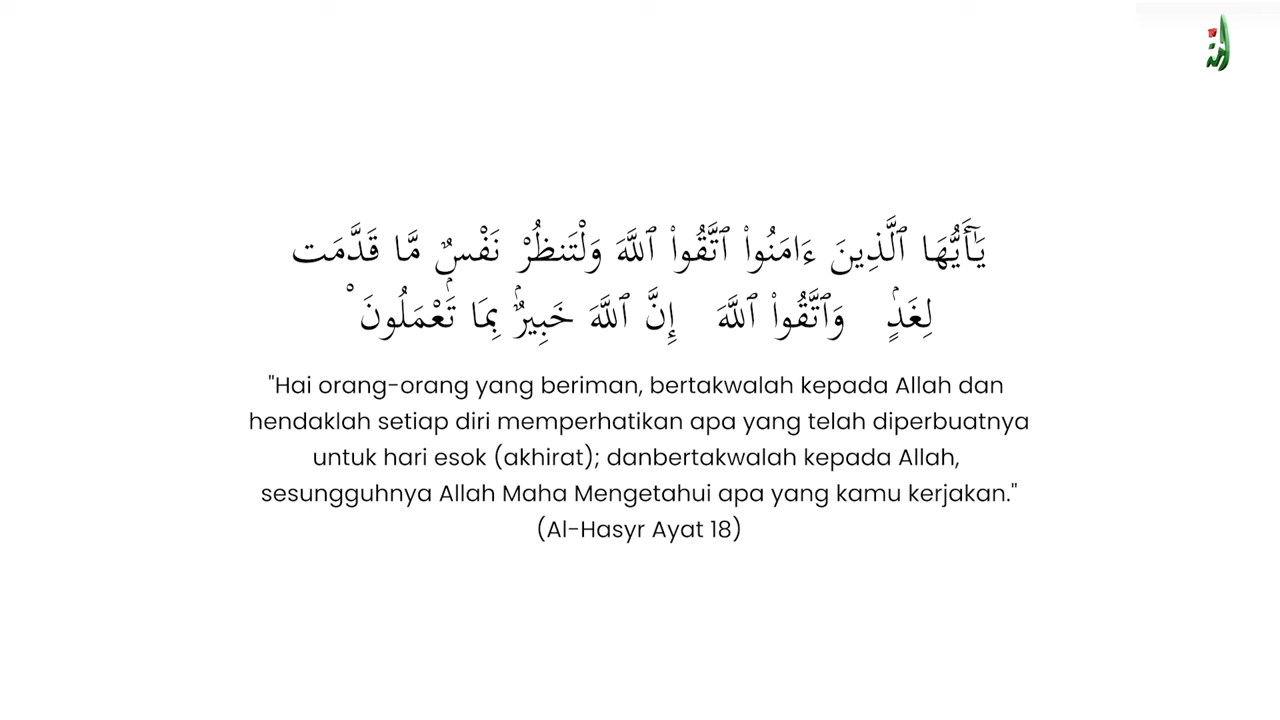 يَـٰٓأَيُّهَا ٱلَّذِينَ ءَامَنُوا۟ ٱتَّقُوا۟ ٱللَّهَ وَلْتَنظُرْ نَفْسٌۭ مَّا قَدَّمَت
لِغَدٍۢ وَٱتَّقُوا۟ ٱللَّهَ إِنَّ ٱللَّهَ خَبِيرٌۢ بِمَا تَعْمَلُونَ ْ
"Hai orang-orang yang beriman, bertakwalah kepada Allah dan
hendaklah setiap diri memperhatikan apa yang telah diperbuatnya
untuk hari esok (akhirat); danbertakwalah kepada Allah,
sesungguhnya Allah Maha Mengetahui apa yang kamu kerjakan."
(Al-Hasyr Ayat 18)